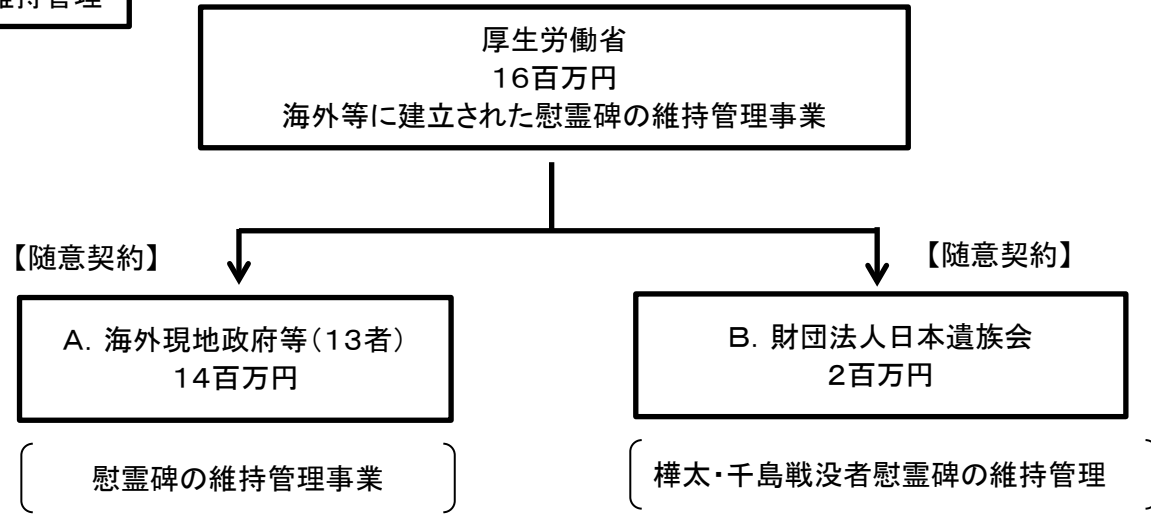 維持管理
厚生労働省
16百万円
海外等に建立された慰霊碑の維持管理事業
【随意契約】
【随意契約】
A．海外現地政府等（13者）
14百万円
B．財団法人日本遺族会
2百万円
慰霊碑の維持管理事業
樺太・千島戦没者慰霊碑の維持管理